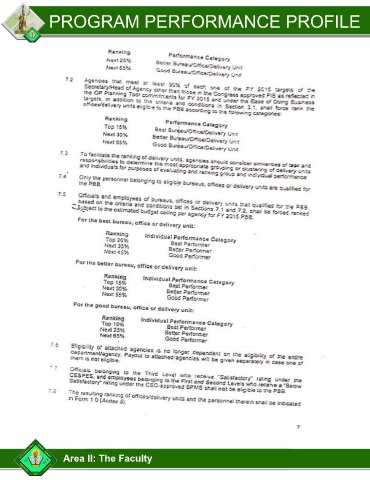 PROGRAM PERFORMANCE PROFILE
Ranking Performance Category
Next 25% Better Bureau/Office/Delivery Unit
Next 65% Good Bureau/Office/Delivery Unit
7.2 Agencies that meet at least 90% of each one of the FY 2015 targets of the
Secretary/Head of Agency other than those in the Congress approved PIB as reflected in
the OP Planning Tool commitments for FY 2015 and under the Ease of Doing Business
targets, in addition to the criteria and conditions in Section 3.1, shall force rank the
offices/delivery units eligible to the PBB according to the following categories:
Ranking Performance Category
Top 15% Best Bureau/Office/Delivery Unit
Next 30% Better Bureau/Office/Delivery Unit
Next 55% Good Bureau/Office/Delivery Unit
7.3 To facilitate the ranking of delivery units, agencies should consider similarities of task and
responsibilities to determine the most appropriate grouping or clustering of delivery units
and individuals for purposes of evaluating and ranking group and individual performance
7.4 Only the personnel belonging to eligible bureaus, offices or delivery units are qualified for
the PBB.
7.5 Officials and employees of bureaus, offices or delivery units that qualified for the PBB,
based on the criteria and conditions set in Sections 7.1 and 7.2, shall be forced ranked
subject to the estimated budget ceiling per agency for FY 2015 PBB.
For the best bureau, office or delivery unit:
Ranking Individual Performance Category
Top 20% Best Performer
Next 35% Better Performer
Next 45% Good Performer
For the better bureau, office or delivery unit:
Ranking Individual Performance Category
Top 15% Best Performer
Next 30% Better Performer
Next 55% Good Performer
For the good bureau, office or delivery unit:
Ranking Individual Performance Category
Top 10% Best Performer
Next 25% Better Performer
Next 65% Good Performer
7.6 Eligibility of attached agencies is no longer dependent on the eligibility of the entire
department/agency. Payout to attached agencies will be given separately in case one of
them is not eligible.
Officials belonging to the Third Level who receive "Satisfactory" rating under the
CESPES, and employees belonging to the First and Second Levels who receive a "Below
Satisfactory" rating under the CSC-approved SPMS shall not be eligible to the PBB.
The resulting ranking of offices/delivery units and the personnel therein shall be indicated
in Form 1.0 (Annex 5).
7
Area II: The Faculty